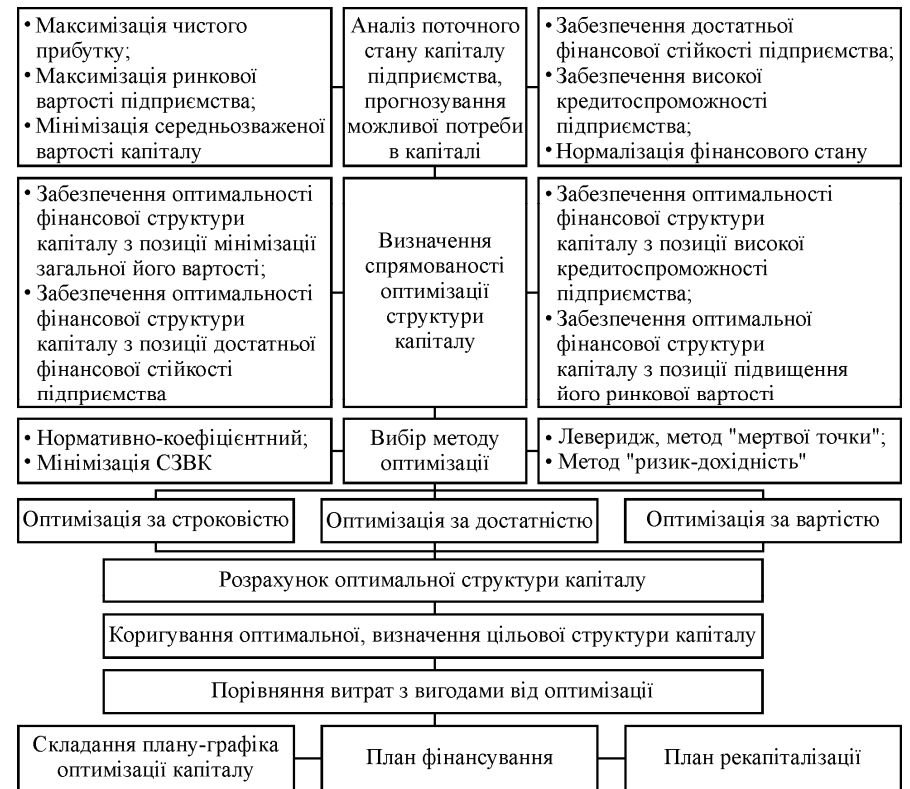 • Максимізація чистого
прибутку;
• Максимізація ринкової
вартості підприємства;
• Мінімізація середньозваженої
вартості капіталу
Аналіз поточного
стану капіталу
підприємства,
прогнозування
можливої потреби
в капіталі
• Забезпечення достатньої
фінансової стійкості підприємства;
• Забезпечення високої
кредитоспроможності
підприємства;
• Нормалізація фінансового стану
• Забезпечення оптимальності
фінансової структури
капіталу з позиції мінімізації
загальної його вартості;
• Забезпечення оптимальності
фінансової структури
капіталу з позиції достатньої
фінансової стійкості
підприємства
Визначення
спрямованості
оптимізації
структури
капіталу
• Забезпечення оптимальності
фінансової структури
капіталу з позиції високої
кредитоспроможності
підприємства;
• Забезпечення оптимальної
фінансової структури
капіталу з позиції підвищення
його ринкової вартості
• Нормативно-коефіцієнтний;
• Мінімізація СЗВК
Вибір методу
оптимізації
• Леверидж, метод "мертвої точки";
• Метод "ризик-дохідність"
Оптимізація за строковістю
Оптимізація за достатністю
Оптимізація за вартістю
Розрахунок оптимальної структури капіталу
Коригування оптимальної, визначення цільової структури капіталу
Порівняння витрат з вигодами від оптимізації
Складання плану-графіка
оптимізації капіталу
План фінансування
План рекапіталізації